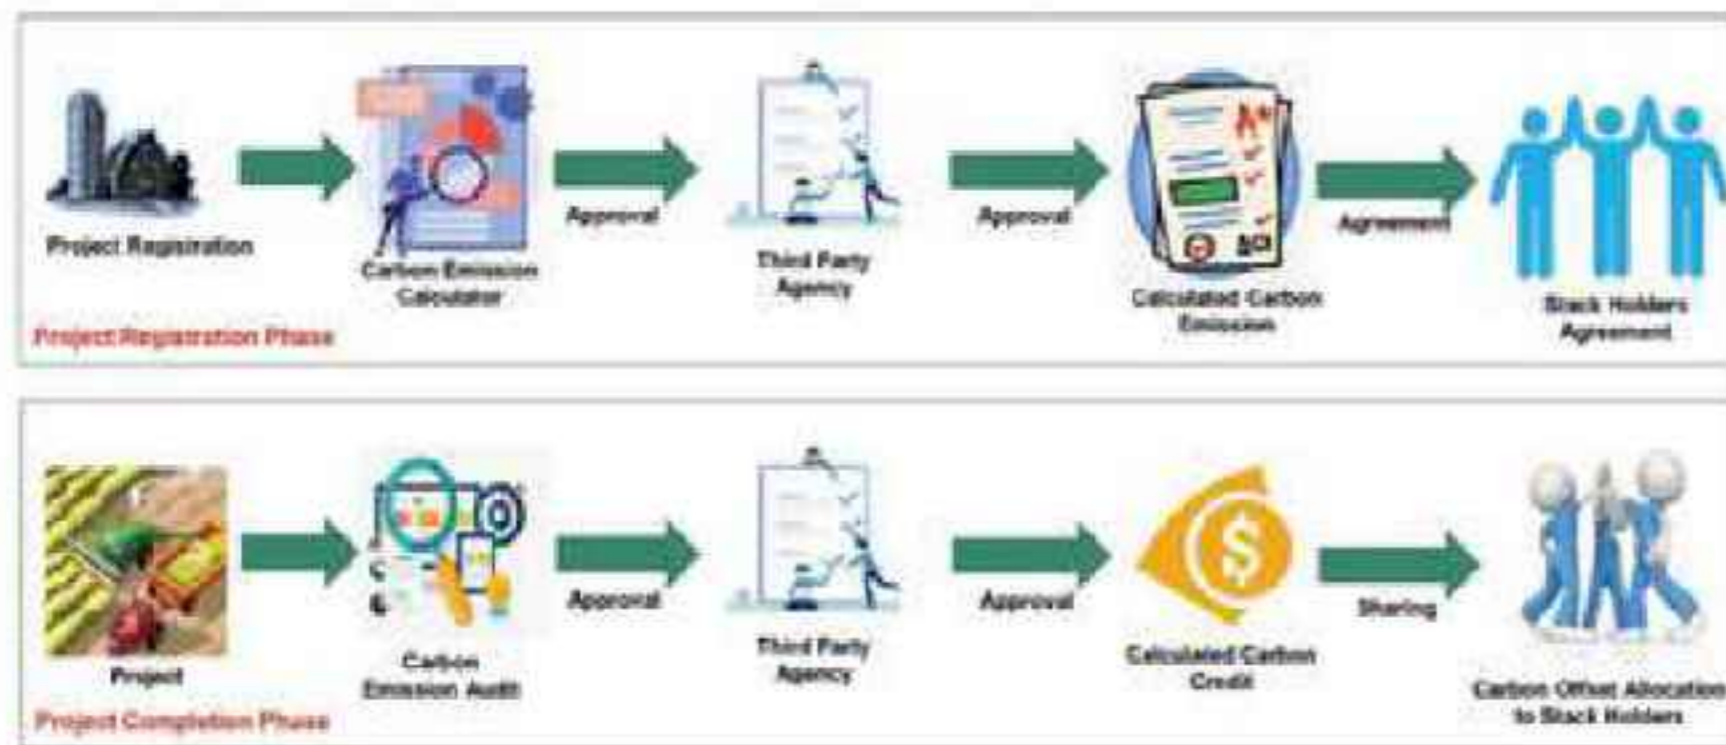 Approval
Approval
Agreement
Project Registration
Carbon Emission
Calculator
Third Party
Agency
Calculated Carbon
Emission
Stack Holders
Agreement
Project Registration Phase
Approval
Approval
Sharing
Project
Carbon
Emission Audit
Third Party
Agency
Calculated Carbon
Credit
Carbon Offset Allocation
to Stack Holders
Project Completion Phase